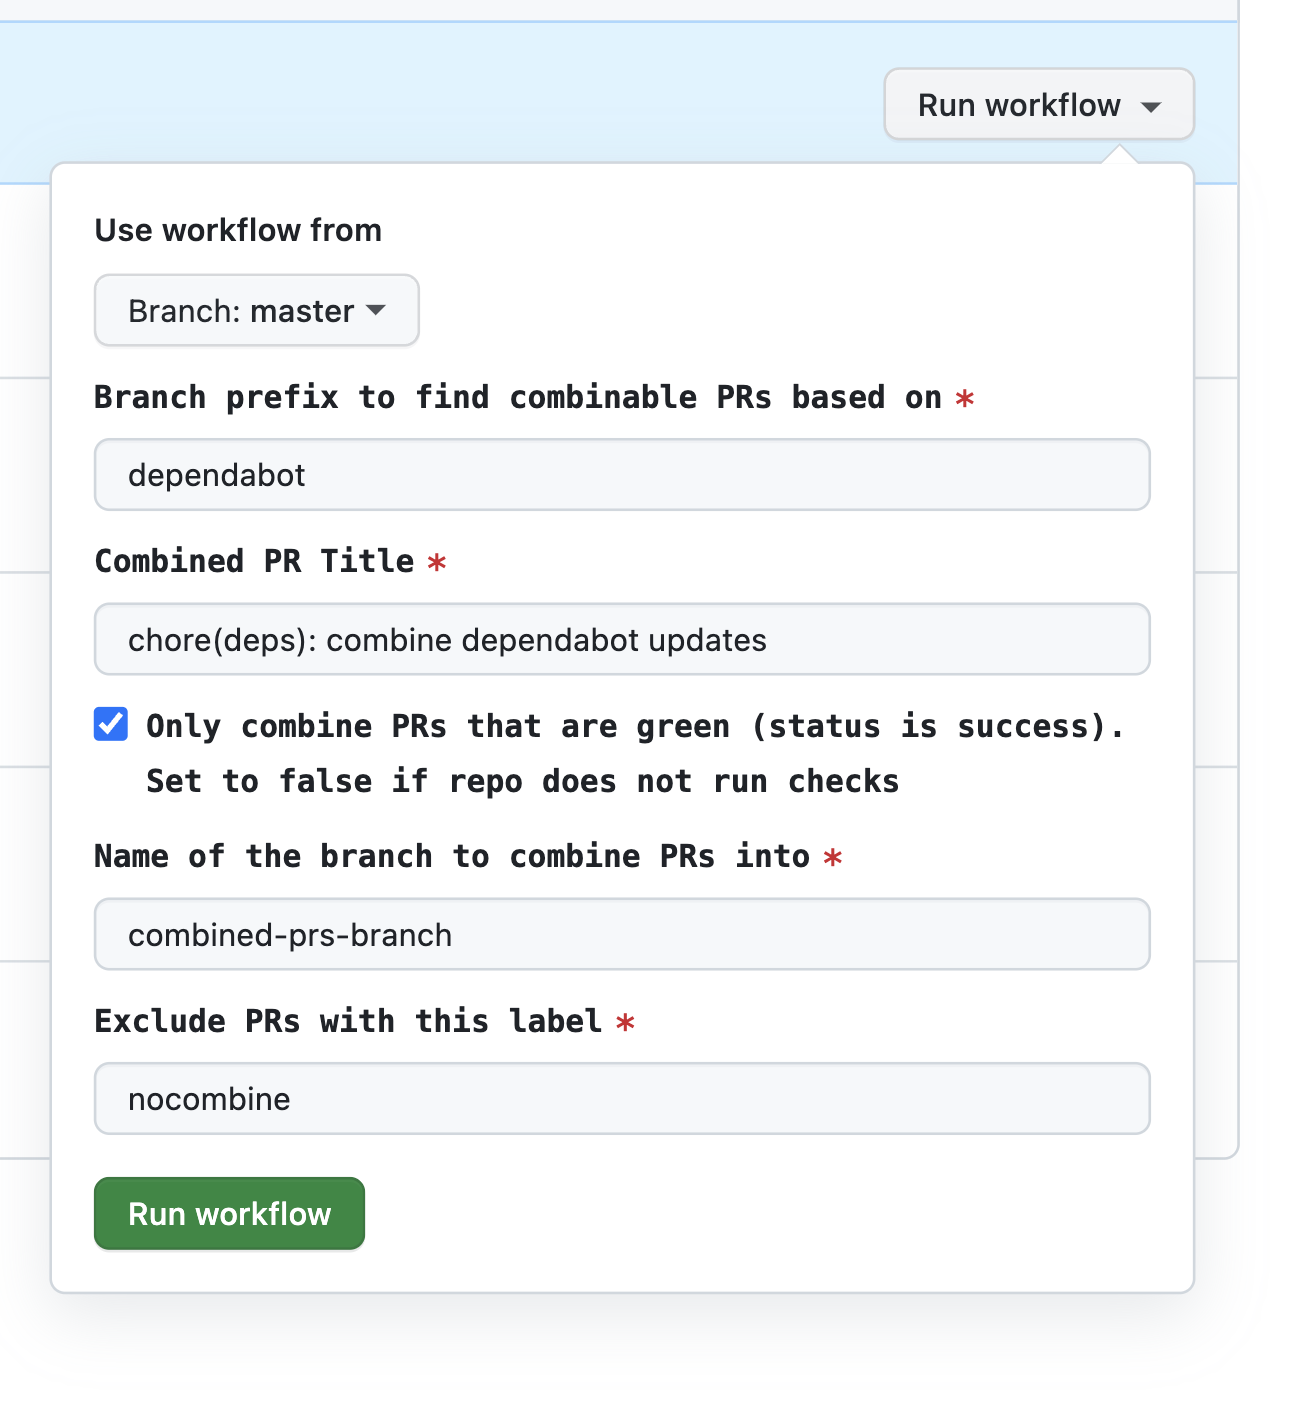 Run workflow
Use workflow from
Branch: master
Branch prefix to find combinable PRs based on *
dependabot
Combined PR Title *
chore(deps): combine dependabot updates
Only combine PRs that are green (status is success).
Set to false if repo does not run checks
Name of the branch to combine PRs into *
combined-prs-branch
Exclude PRs with this label *
nocombine
Run workflow